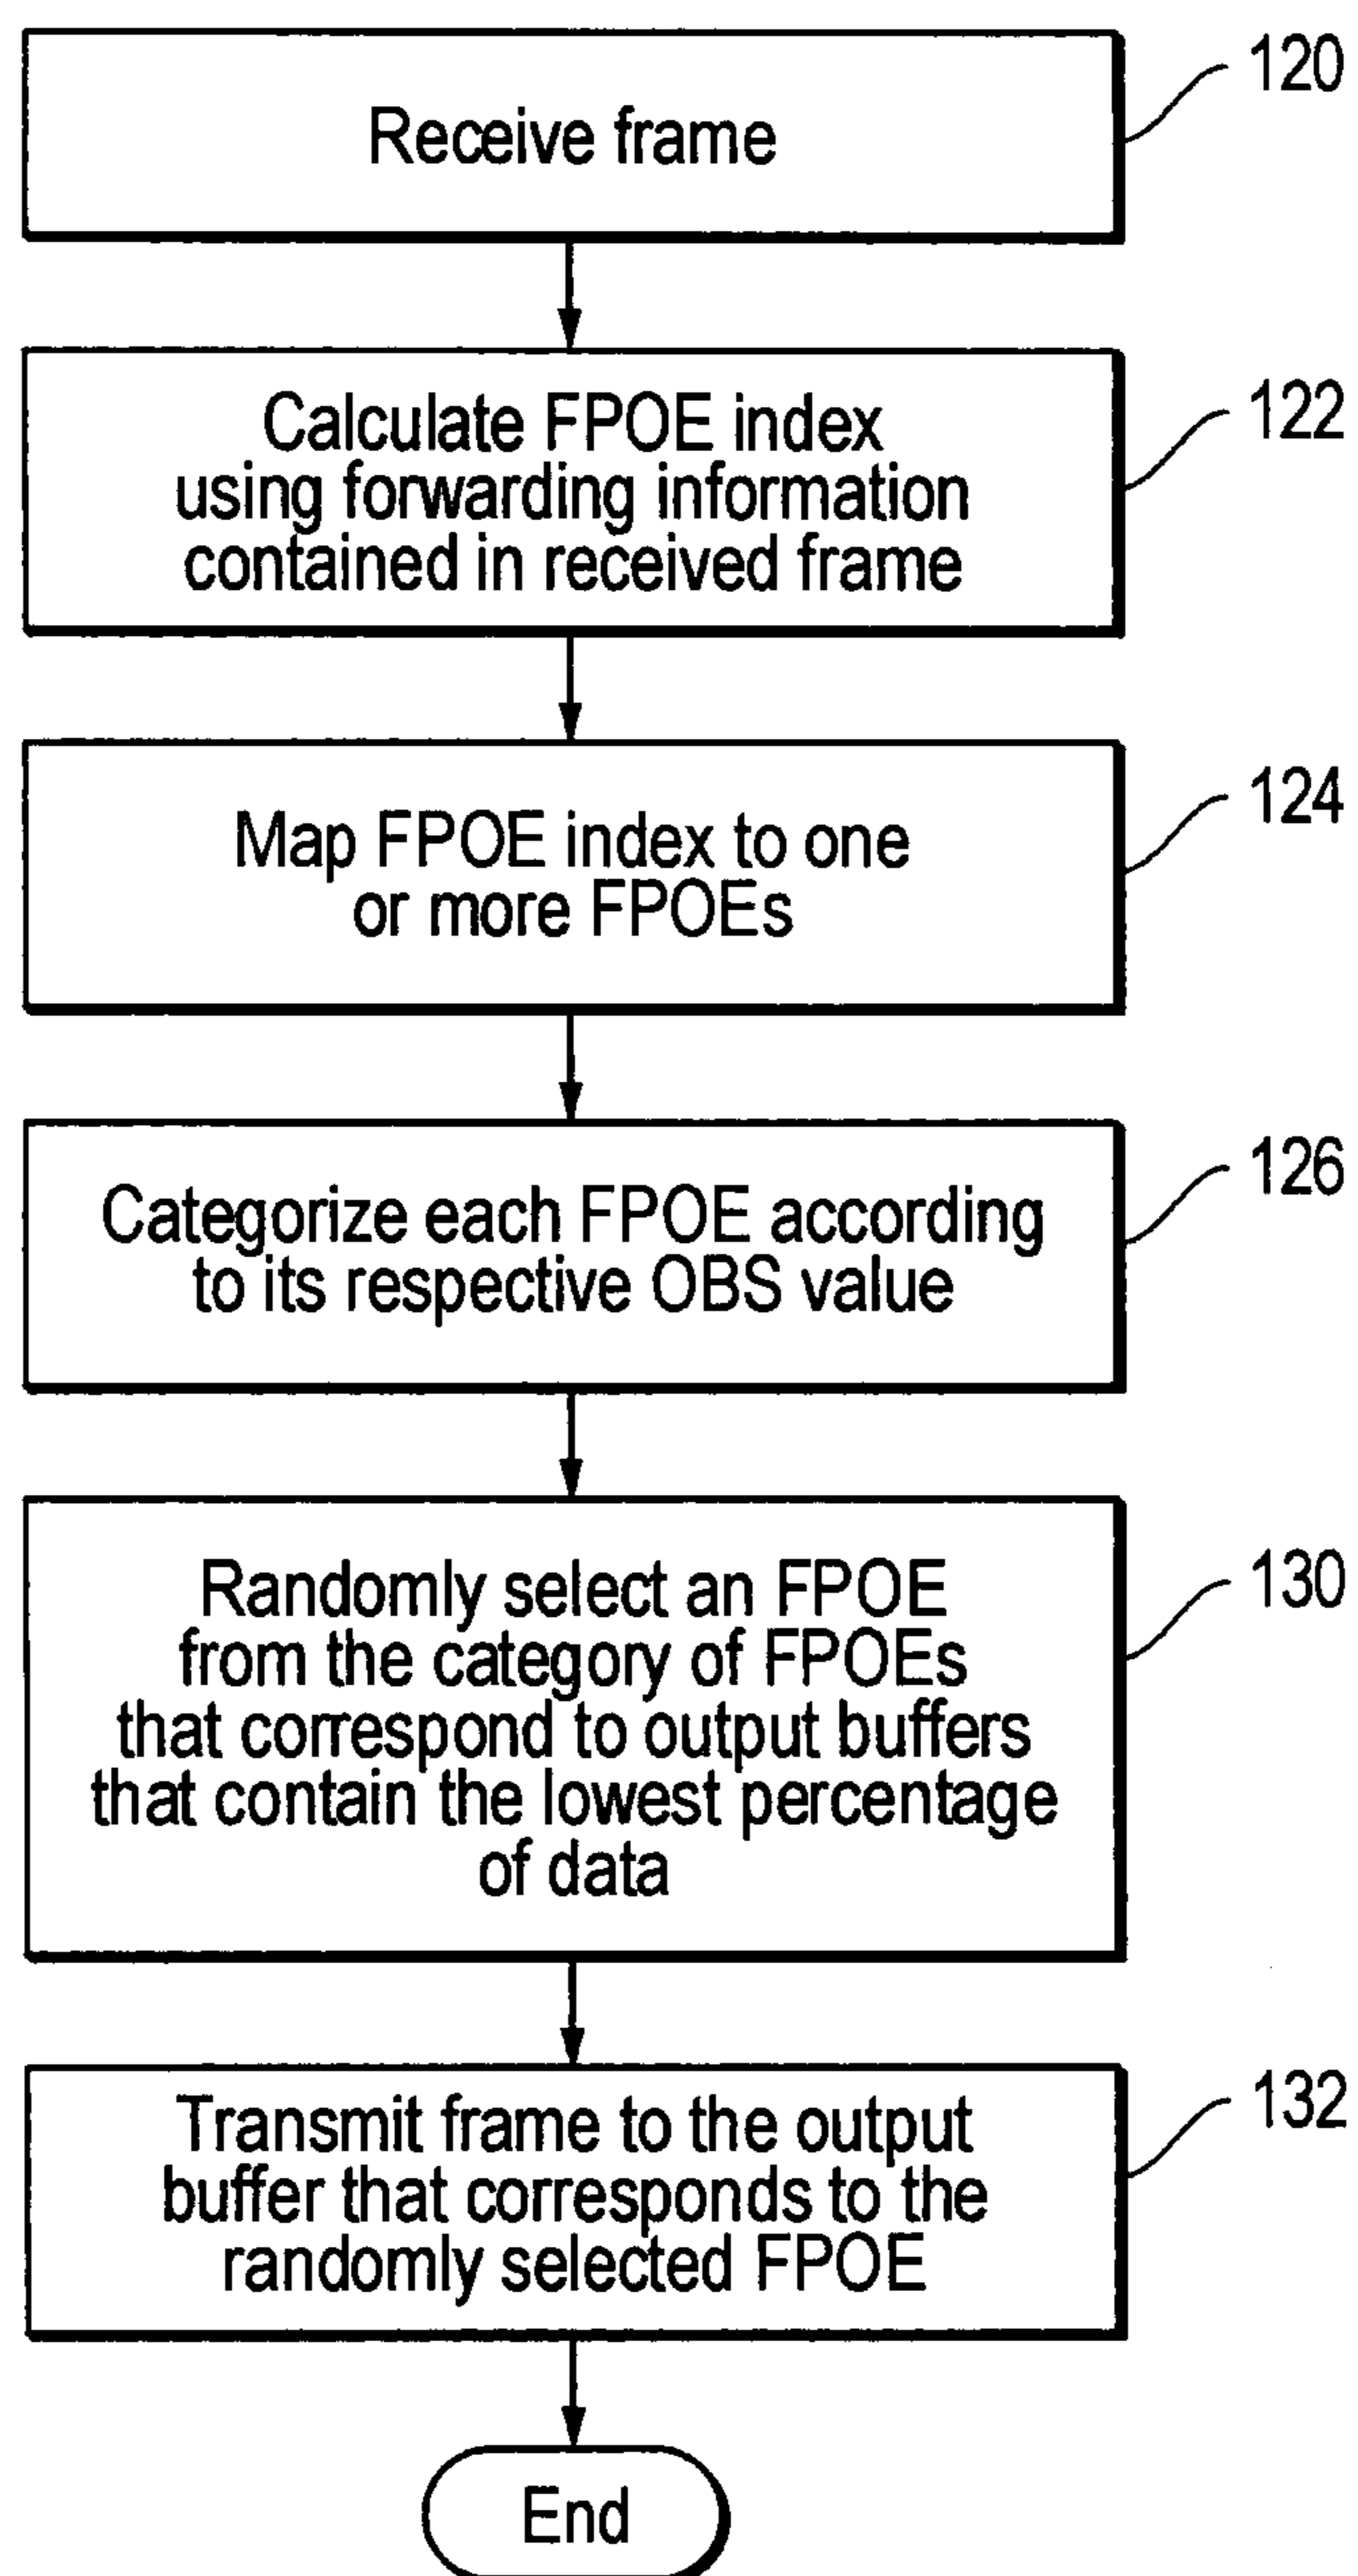 Receive frame
120
Calculate FPOE index
using forwarding information
contained in received frame
122
Map FPOE index to one
or more FPOEs
124
Categorize each FPOE according
to its respective OBS value
126
Randomly select an FPOE
from the category of FPOEs
that correspond to output buffers
that contain the lowest percentage
of data
130
Transmit frame to the output
buffer that corresponds to the
randomly selected FPOE
132
End